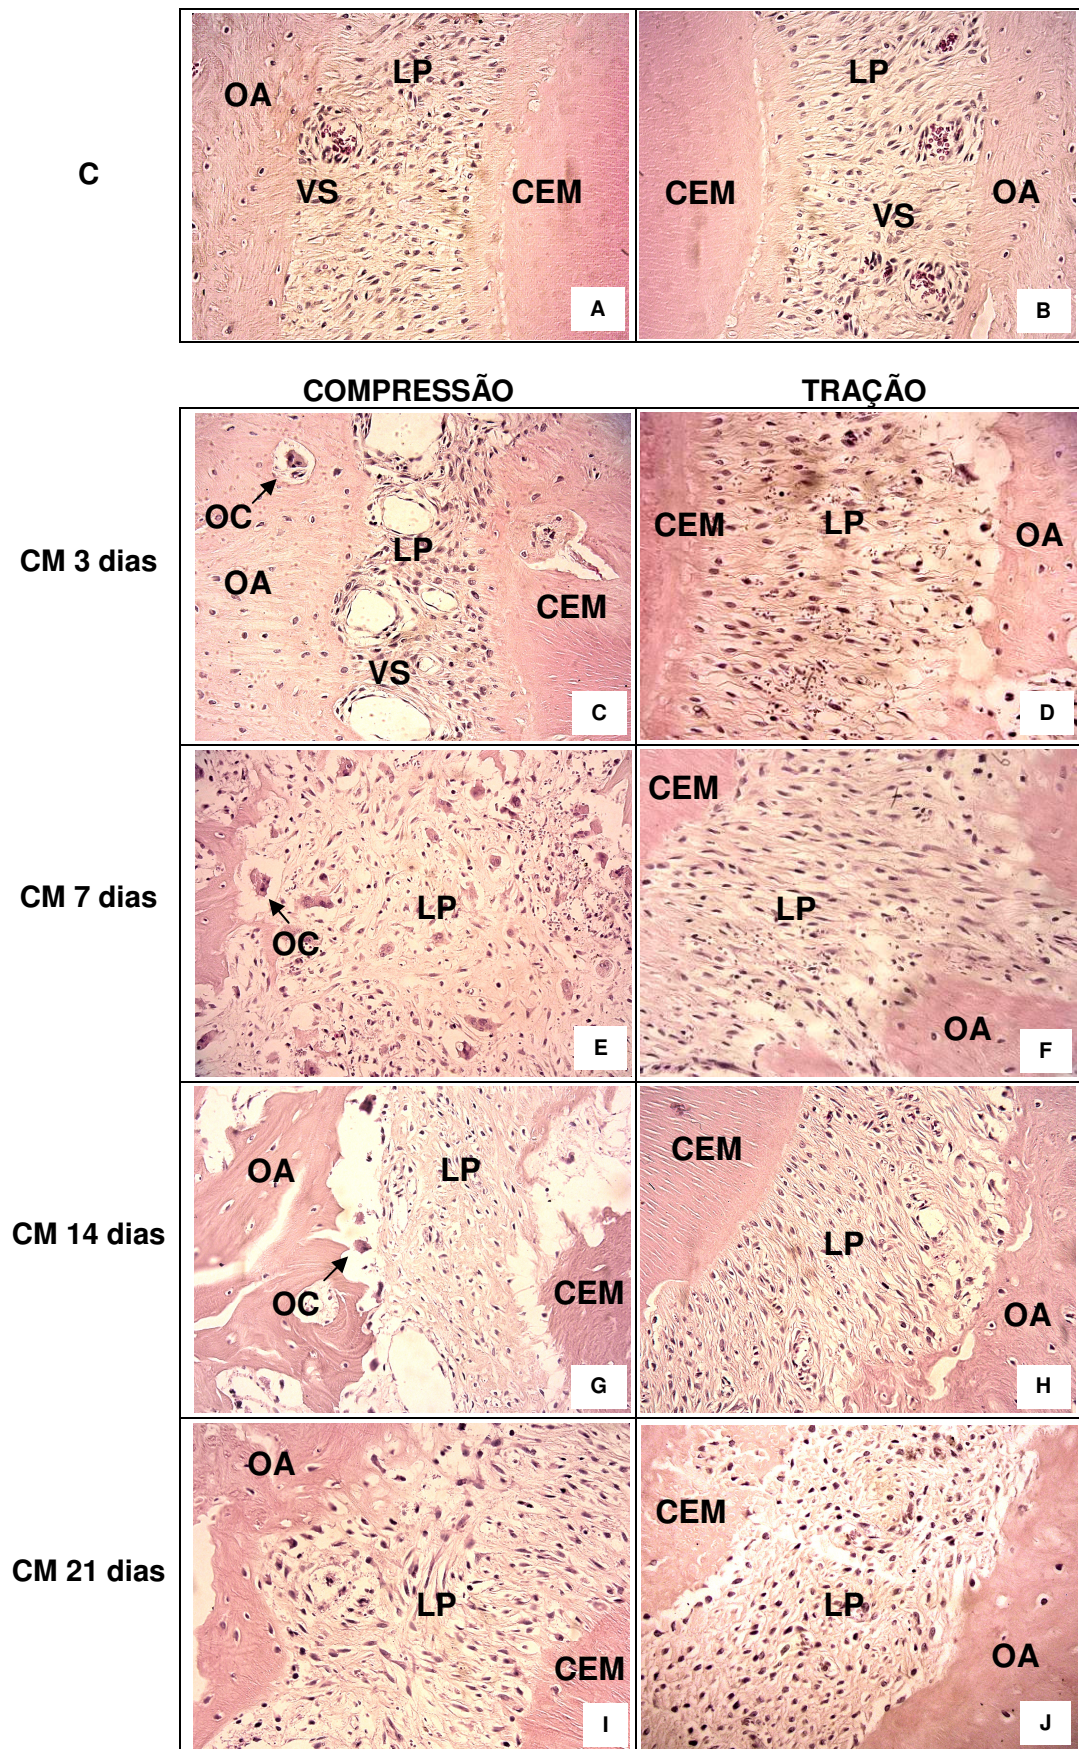 C
OA
LP
VS
CEM
A
LP
CEM
VS
OA
B
COMPRESSÃO
TRAÇÃO
CM 3 dias
OC
LP
OA
CEM
VS
C
CEM
LP
OA
D
CM 7 dias
LP
OC
E
CEM
LP
OA
F
CM 14 dias
OA
LP
OC
CEM
G
CEM
LP
OA
H
CM 21 dias
OA
LP
CEM
I
CEM
LP
OA
J